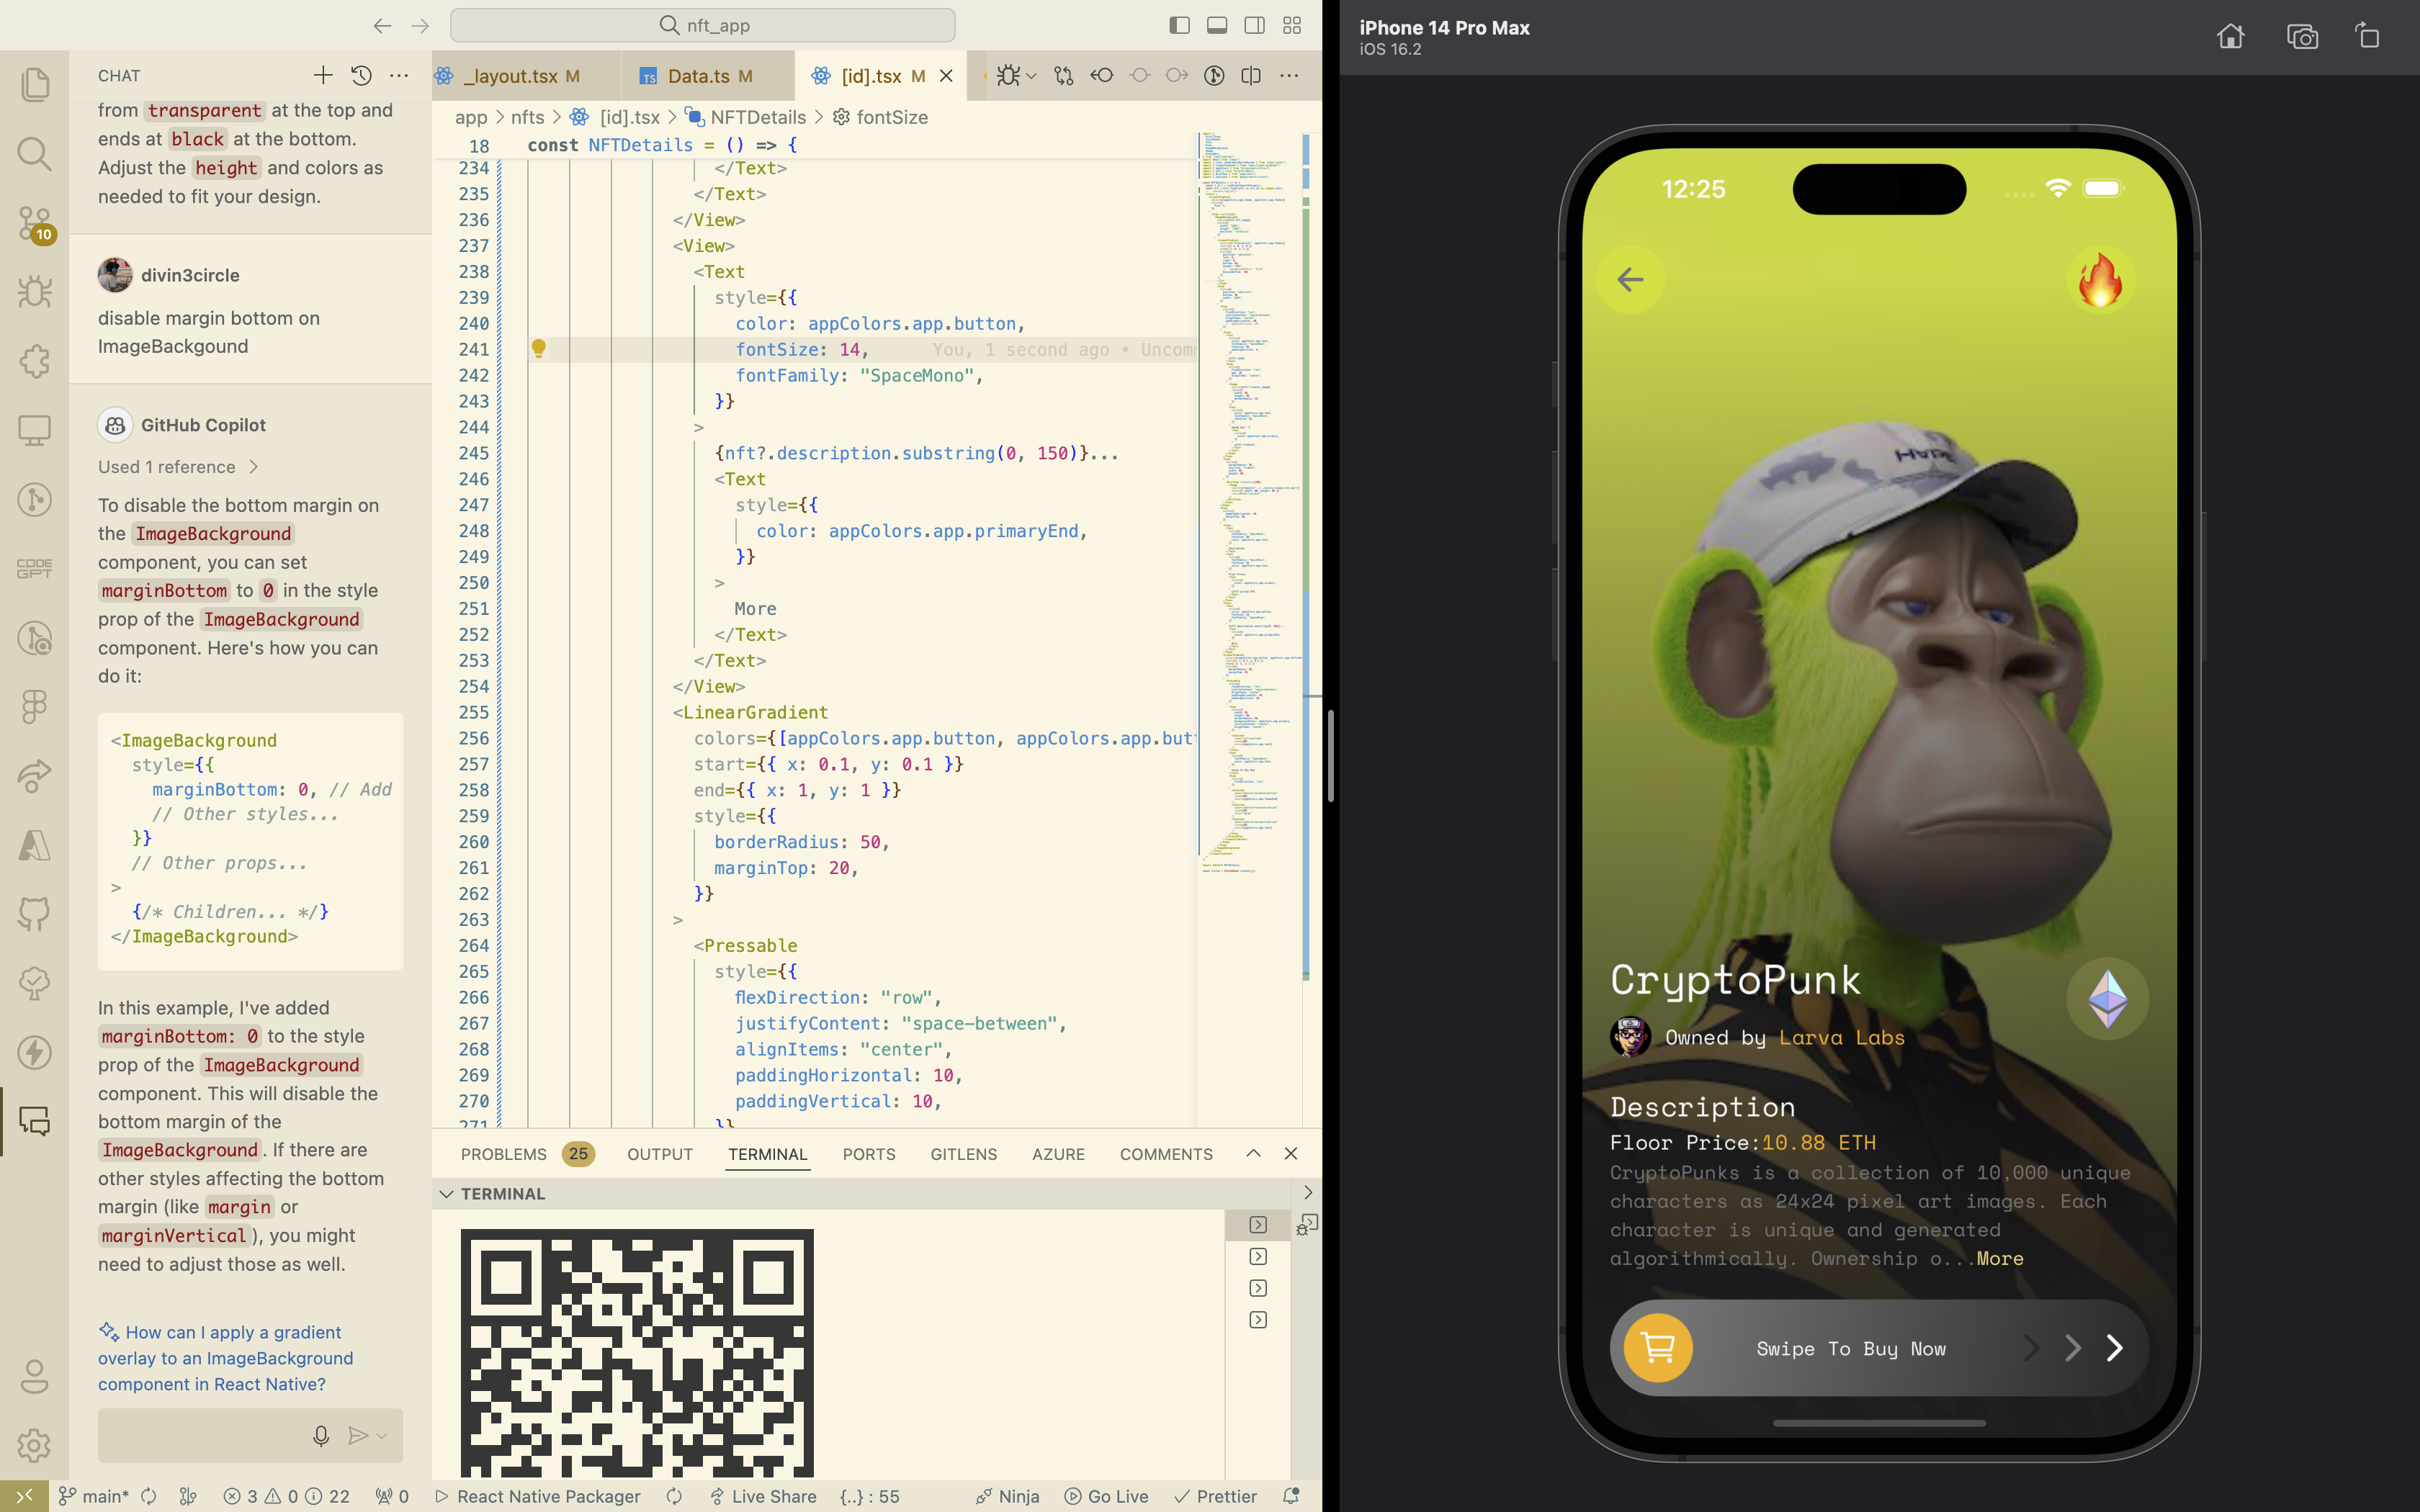 nft_app
CHAT
from transparent at the top and
ends at black at the bottom.
Adjust the height and colors as
needed to fit your design.
divin3circle
disable margin bottom on
ImageBackgound
GitHub Copilot
Used 1 reference
To disable the bottom margin on
the ImageBackground
component, you can set
marginBottom to 0 in the style
prop of the ImageBackground
component. Here's how you can
do it:
<ImageBackground
style={{
marginBottom: 0, // Add
// Other styles...
}}
// Other props...
>
{/* Children... */}
</ImageBackground>
In this example, I've added
marginBottom: 0 to the style
prop of the ImageBackground
component. This will disable the
bottom margin of the
ImageBackground. If there are
other styles affecting the bottom
margin (like margin or
marginVertical), you might
need to adjust those as well.
How can I apply a gradient
overlay to an ImageBackground
component in React Native?
10
CODE
GPT
_layout.tsx M
TS Data.ts M
[id].tsx M
app > nfts > [id].tsx > NFTDetails > fontSize
18 const NFTDetails = () => {
234 </Text>
235 </Text>
236 </View>
237 <View>
238 <Text
239 style={{
240 color: appColors.app.button,
241 fontSize: 14, You, 1 second ago • Uncomm
242 fontFamily: "SpaceMono",
243 }}
244 >
245 {nft?.description.substring(0, 150)}...
246 <Text
247 style={{
248 color: appColors.app.primaryEnd,
249 }}
250 >
251 More
252 </Text>
253 </Text>
254 </View>
255 <LinearGradient
256 colors={[appColors.app.button, appColors.app.but
257 start={{ x: 0.1, y: 0.1 }}
258 end={{ x: 1, y: 1 }}
259 style={{
260 borderRadius: 50,
261 marginTop: 20,
262 }}
263 >
264 <Pressable
265 style={{
266 flexDirection: "row",
267 justifyContent: "space-between",
268 alignItems: "center",
269 paddingHorizontal: 10,
270 paddingVertical: 10,
271 }}
PROBLEMS 25 OUTPUT TERMINAL PORTS GITLENS AZURE COMMENTS
TERMINAL
main* 3 0 22 0 React Native Packager Live Share {..} : 55 Ninja Go Live Prettier
iPhone 14 Pro Max
iOS 16.2
12:25
CryptoPunk
Owned by Larva Labs
Description
Floor Price:10.88 ETH
CryptoPunks is a collection of 10,000 unique
characters as 24x24 pixel art images. Each
character is unique and generated
algorithmically. Ownership o...More
Swipe To Buy Now